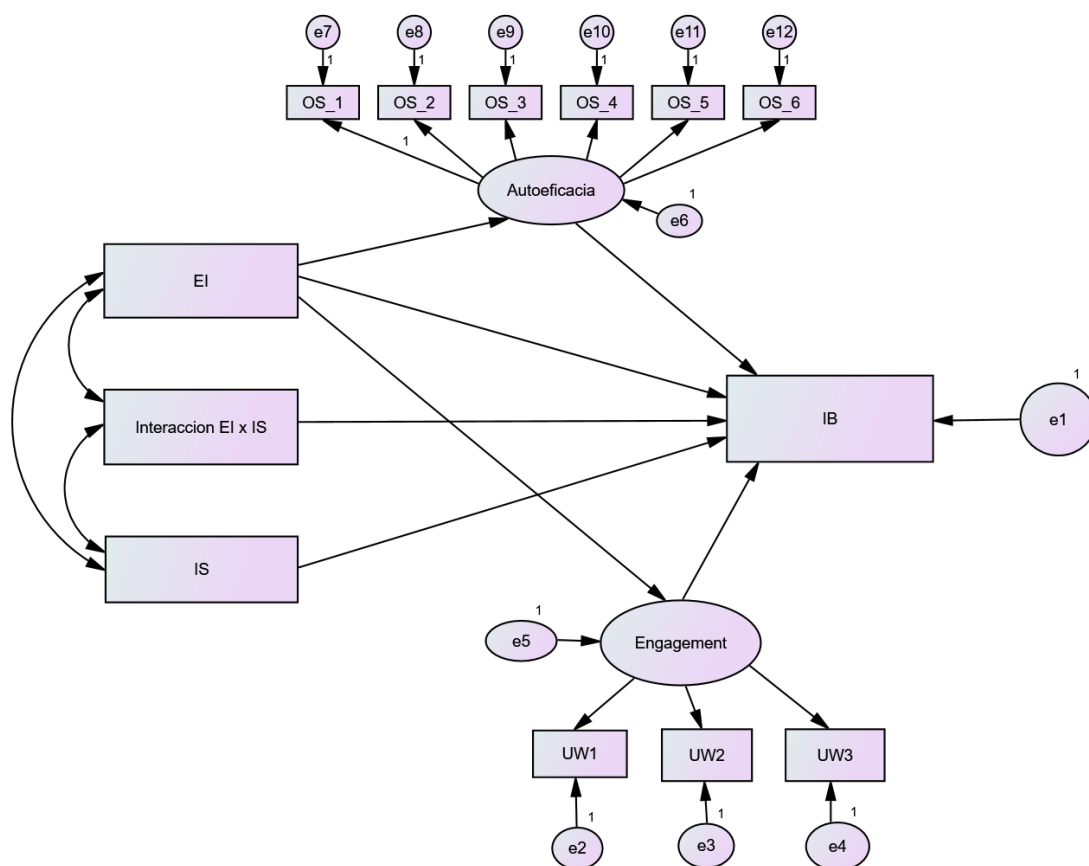 e7
e8
e9
e10
e11
e12
1
1
1
1
1
1
OS_1
OS_2
OS_3
OS_4
OS_5
OS_6
1
Autoeficacia
1
e6
EI
Interaccion EI x IS
IS
1
IB
e1
1
e5
Engagement
UW1
UW2
UW3
1
1
1
e2
e3
e4